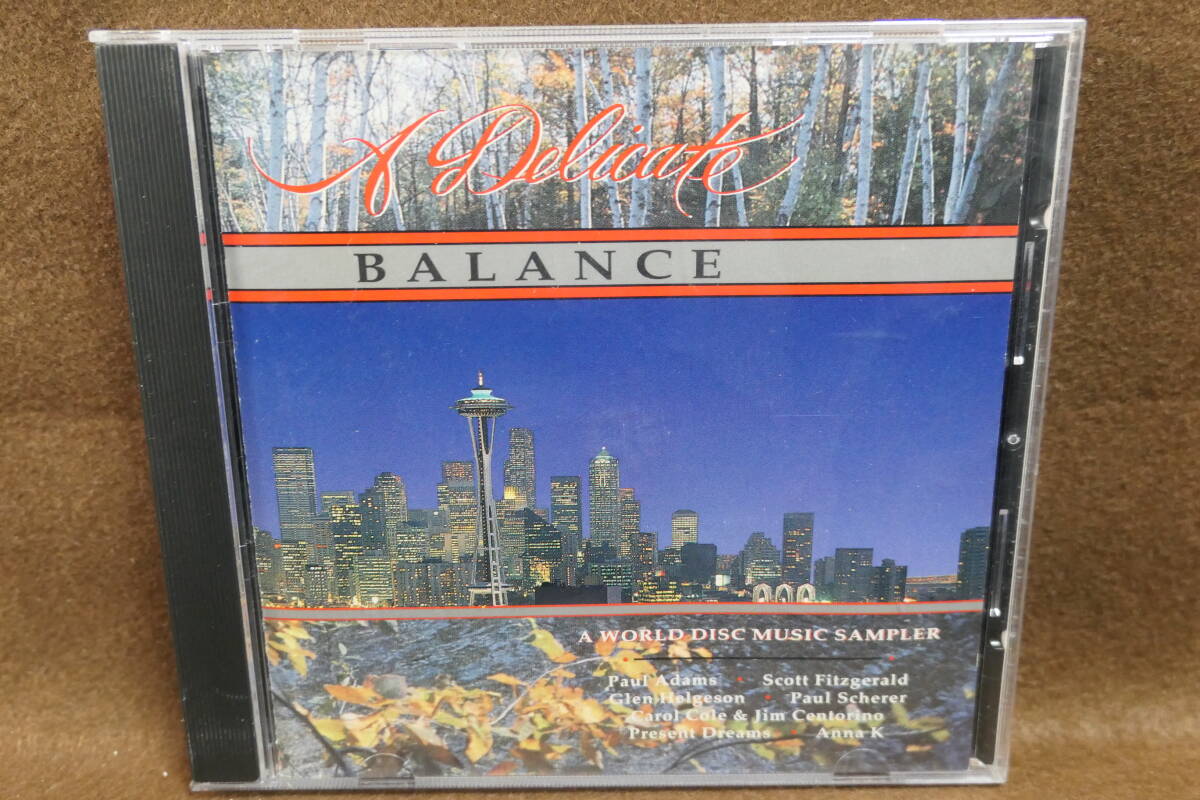 A Delicate
BALANCE
A WORLD DISC MUSIC SAMPLER
Paul Adams • Scott Fitzgerald
Glen Helgeson • Paul Scherer
Carol Cole & Jim Centorino
Present Dreams • Anna K